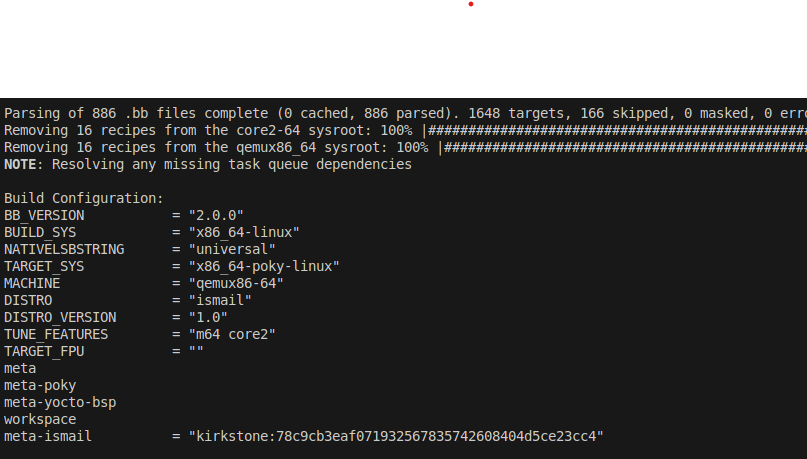 Parsing of 886 .bb files complete (0 cached, 886 parsed). 1648 targets, 166 skipped, 0 masked, 0 erro
Removing 16 recipes from the core2-64 sysroot: 100% |################################################
Removing 16 recipes from the qemux86_64 sysroot: 100% |##############################################
NOTE: Resolving any missing task queue dependencies

Build Configuration:
BB_VERSION           = "2.0.0"
BUILD_SYS            = "x86_64-linux"
NATIVELSBSTRING      = "universal"
TARGET_SYS           = "x86_64-poky-linux"
MACHINE              = "qemux86-64"
DISTRO               = "ismail"
DISTRO_VERSION       = "1.0"
TUNE_FEATURES        = "m64 core2"
TARGET_FPU           = ""
meta
meta-poky
meta-yocto-bsp
workspace
meta-ismail          = "kirkstone:78c9cb3eaf071932567835742608404d5ce23cc4"